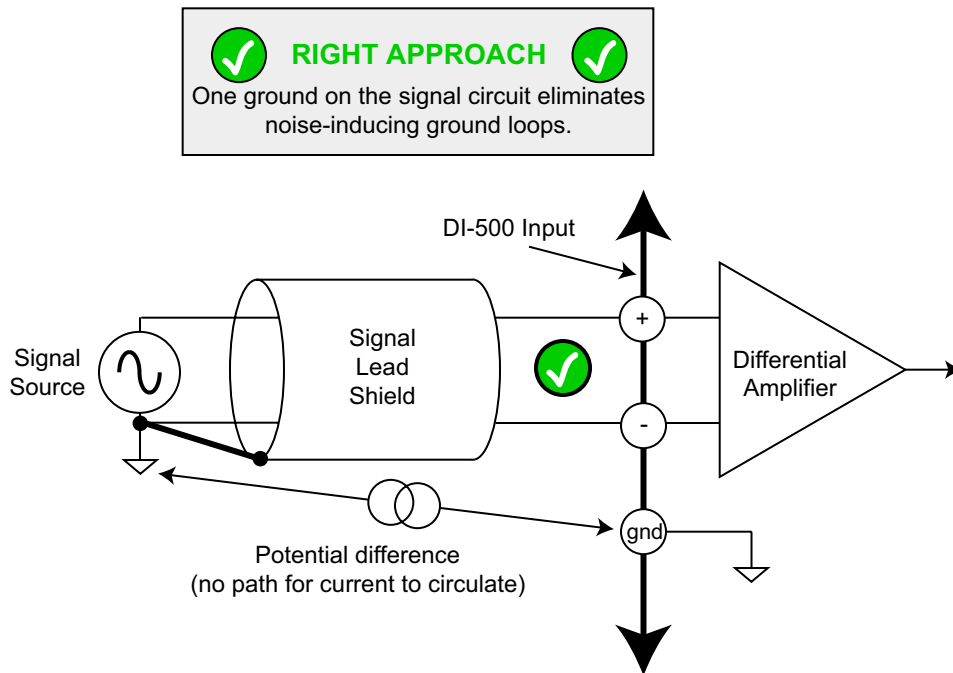 RIGHT APPROACH
One ground on the signal circuit eliminates
noise-inducing ground loops.
DI-500 Input
Signal
Source
Signal
Lead
Shield
+
-
Differential
Amplifier
gnd
Potential difference
(no path for current to circulate)